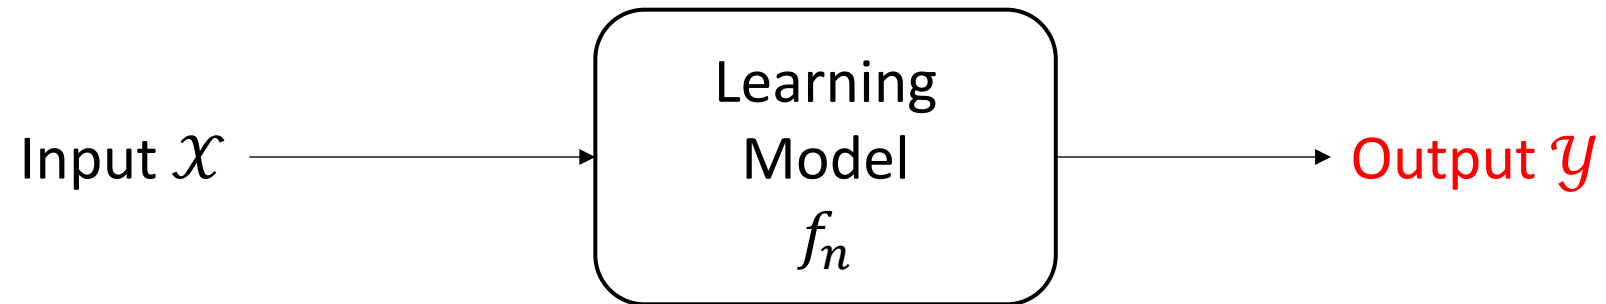 Input 𝒳
Learning
Model
fₙ
Output 𝒴